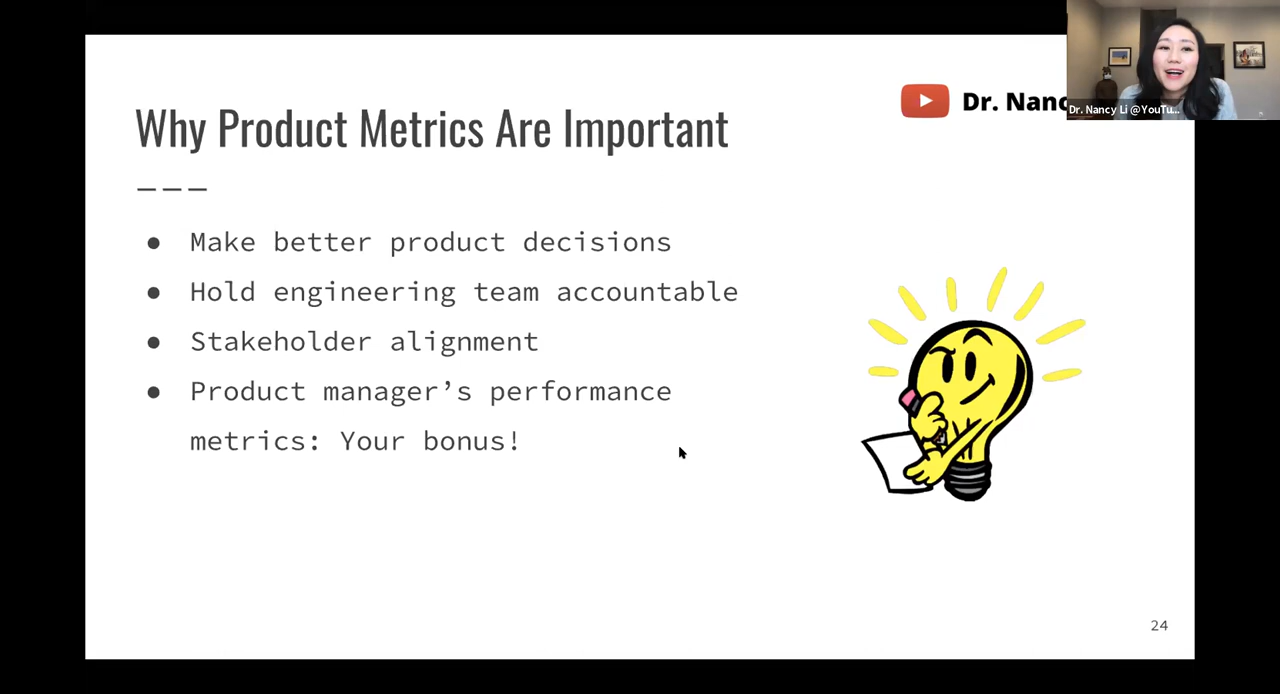 Dr. Nanc
Dr. Nancy Li @YouTu...
Why Product Metrics Are Important
———
● Make better product decisions
● Hold engineering team accountable
● Stakeholder alignment
● Product manager’s performance
metrics: Your bonus!
24